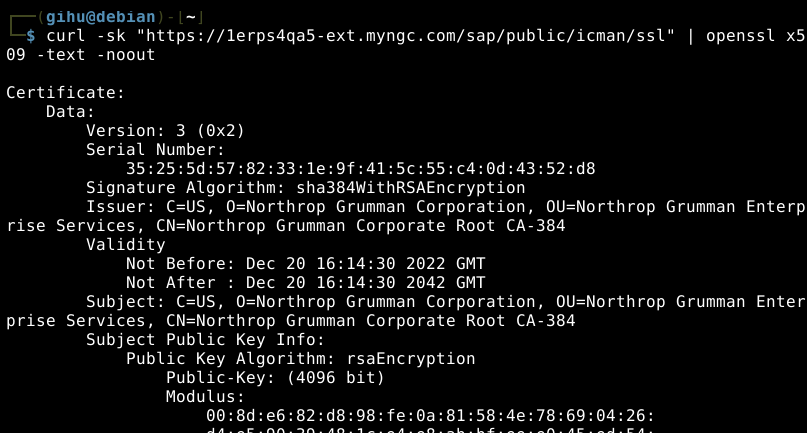 (gihu@debian)-[~]
$ curl -sk "https://1erps4qa5-ext.myngc.com/sap/public/icman/ssl" | openssl x5
09 -text -noout
Certificate:
Data:
Version: 3 (0x2)
Serial Number:
35:25:5d:57:82:33:1e:9f:41:5c:55:c4:0d:43:52:d8
Signature Algorithm: sha384WithRSAEncryption
Issuer: C=US, O=Northrop Grumman Corporation, OU=Northrop Grumman Enterp
rise Services, CN=Northrop Grumman Corporate Root CA-384
Validity
Not Before: Dec 20 16:14:30 2022 GMT
Not After : Dec 20 16:14:30 2042 GMT
Subject: C=US, O=Northrop Grumman Corporation, OU=Northrop Grumman Enter
prise Services, CN=Northrop Grumman Corporate Root CA-384
Subject Public Key Info:
Public Key Algorithm: rsaEncryption
Public-Key: (4096 bit)
Modulus:
00:8d:e6:82:d8:98:fe:0a:81:58:4e:78:69:04:26: